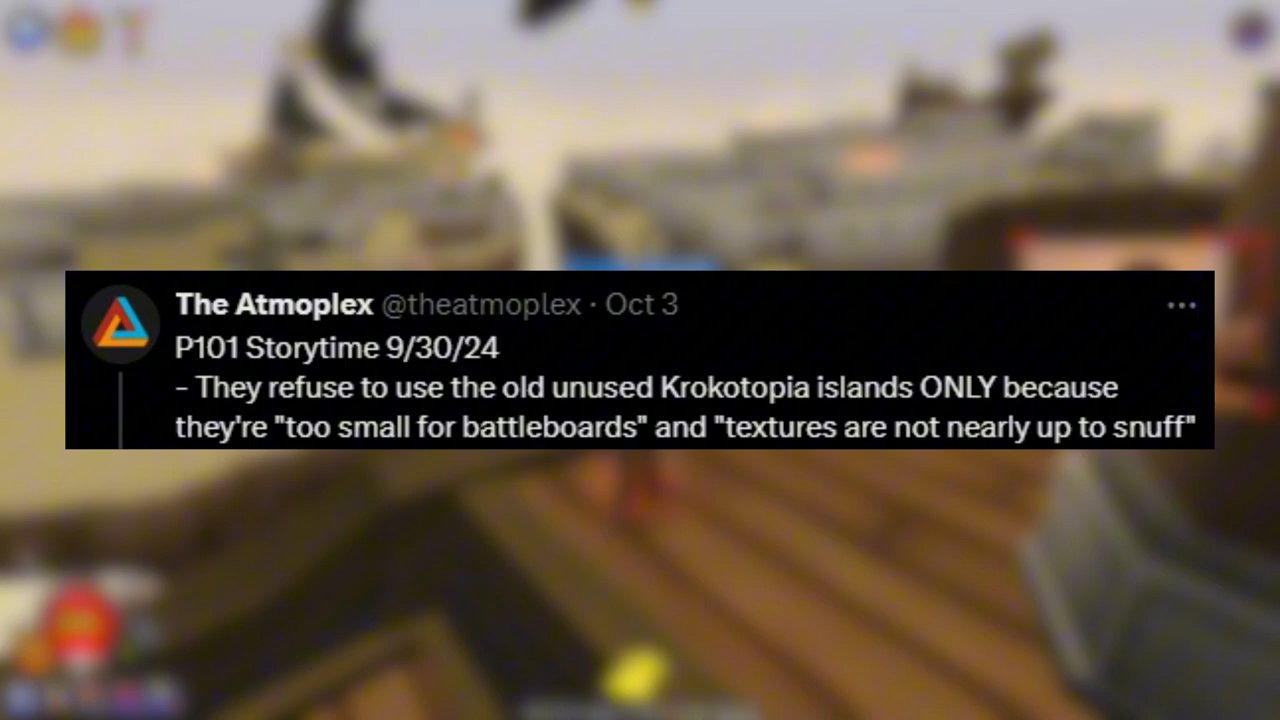 The Atmoplex @theatmoplex · Oct 3
P101 Storytime 9/30/24
- They refuse to use the old unused Krokotopia islands ONLY because
they're "too small for battleboards" and "textures are not nearly up to snuff"